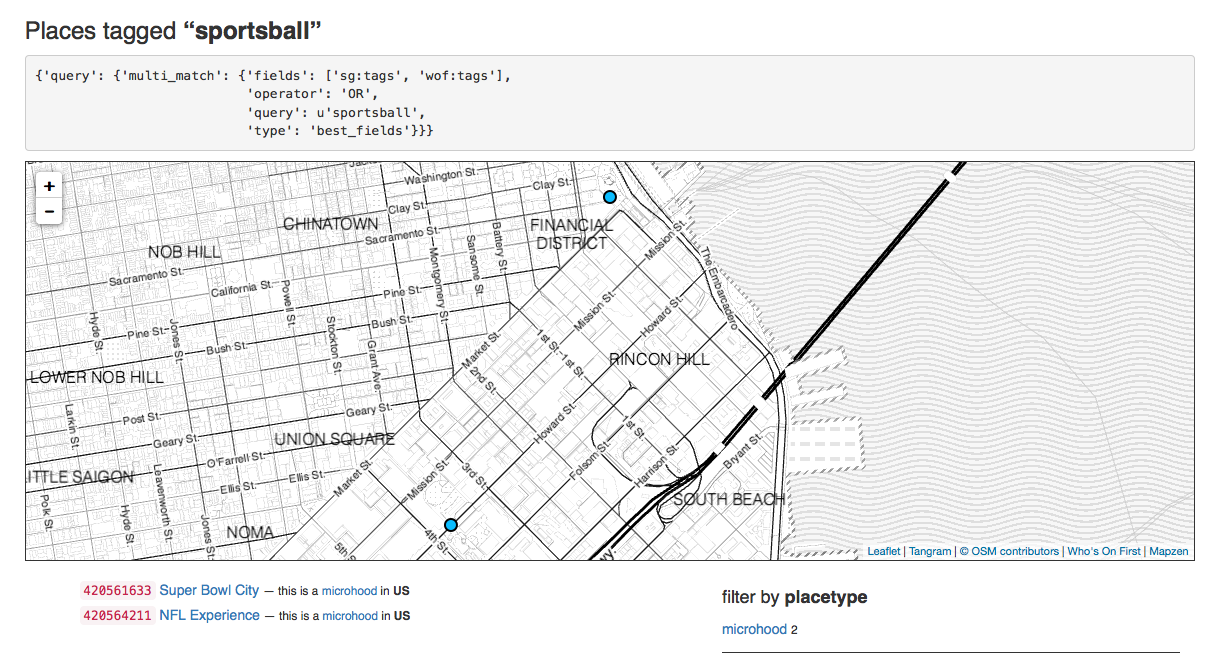 Places tagged “sportsball”
{'query': {'multi_match': {'fields': ['sg:tags', 'wof:tags'],
'operator': 'OR',
'query': u'sportsball',
'type': 'best_fields'}}}
+
−
Washington St.
Clay St.
Clay St.
CHINATOWN
FINANCIAL
DISTRICT
Sacramento St.
NOB HILL
Mission St.
Battery St.
Sansome St.
Montgomery St.
The Embarcadero
Sacramento St.
California St.
Powell St.
Pine St.
Mission St.
Howard St.
Hyde St.
Pine St.
Jones St.
Stockton St.
Bush St.
Bush St.
Grant Ave.
Market St.
1st St.
1st St.
RINCON HILL
LOWER NOB HILL
2nd St.
Larkin St.
Post St.
Geary St.
Howard St.
1st St.
Geary St.
UNION SQUARE
O'Farrell St.
Folsom St.
Harrison St.
Bryant St.
ITTLE SAIGON
Leavenworth St.
Ellis St.
Ellis St.
Market St.
Mission St.
3rd St.
SOUTH BEACH
Polk St.
Hyde St.
Jones St.
NOMA
4th St.
5th S
wy.
Leaflet | Tangram | © OSM contributors | Who's On First | Mapzen
420561633 Super Bowl City — this is a microhood in US
420564211 NFL Experience — this is a microhood in US
filter by placetype
microhood 2